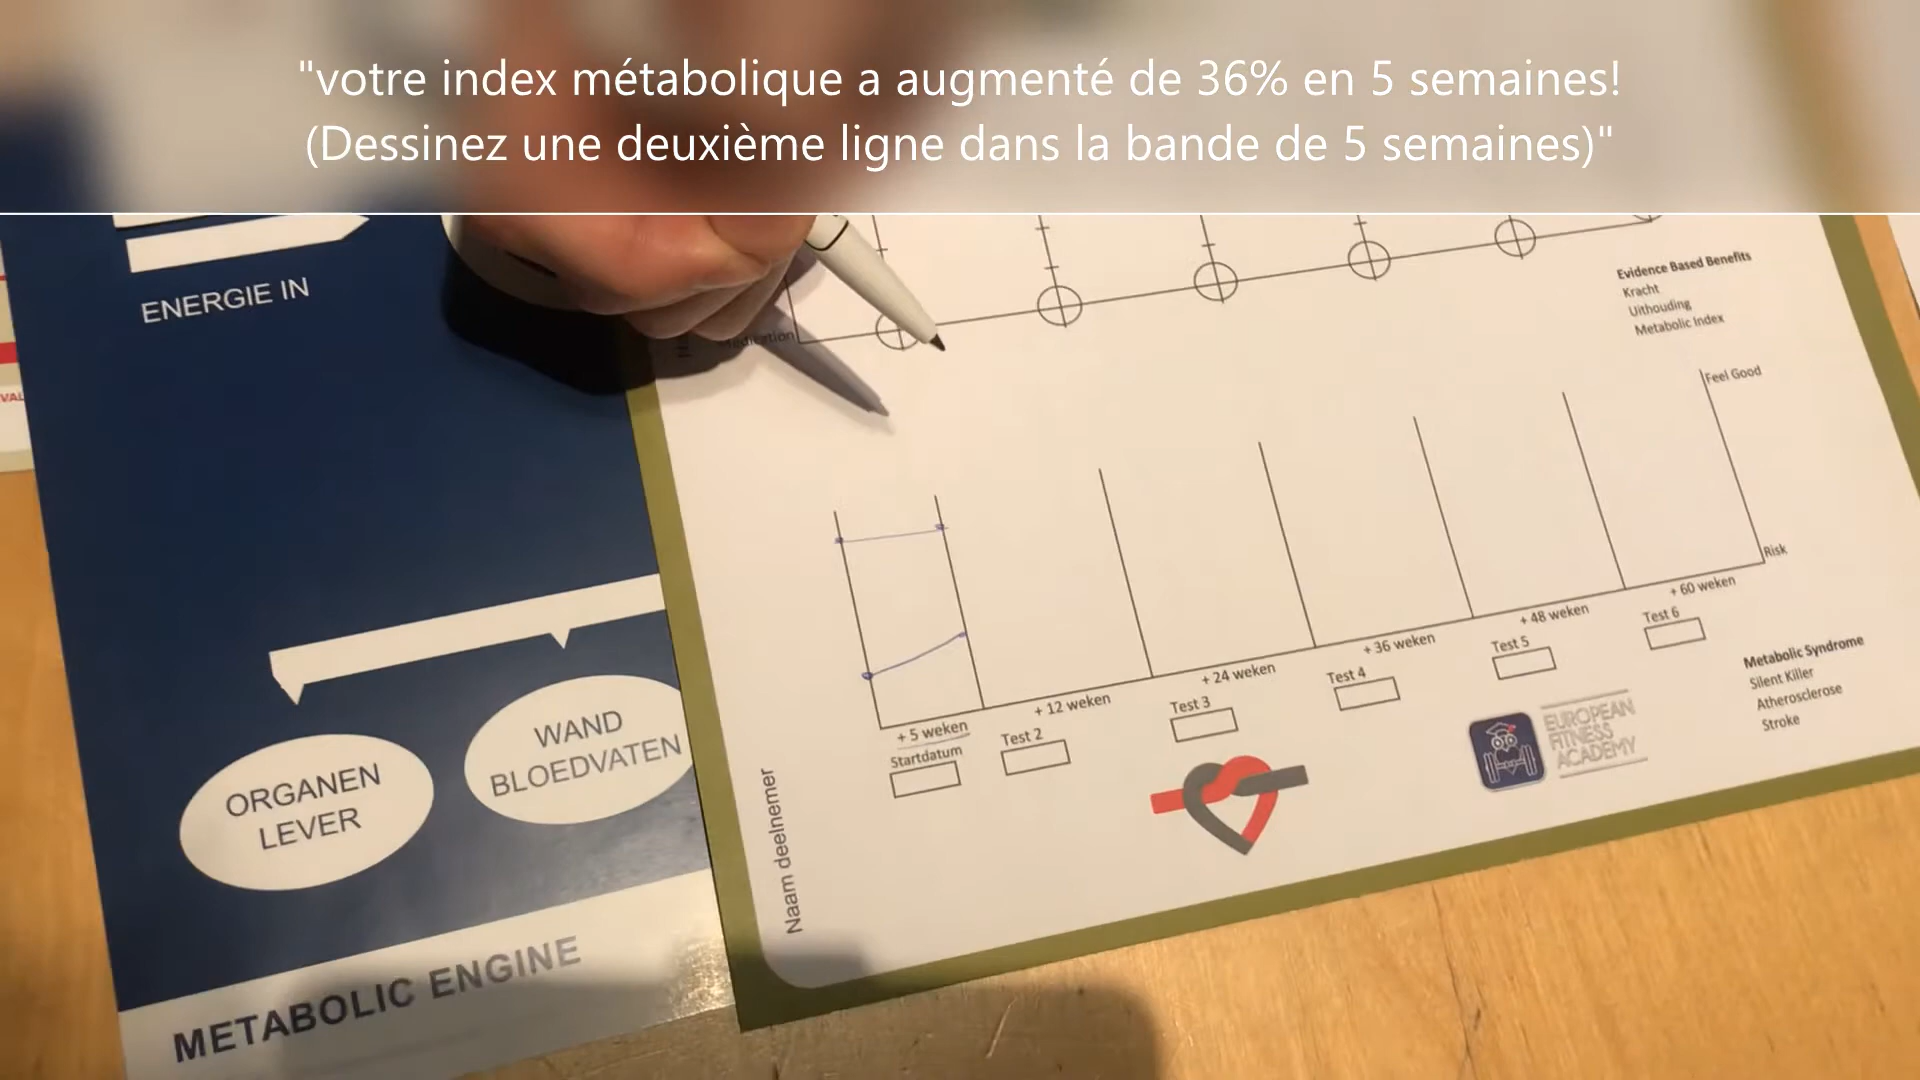 "votre index métabolique a augmenté de 36% en 5 semaines!
(Dessinez une deuxième ligne dans la bande de 5 semaines)"
ENERGIE IN
ORGANEN
LEVER
WAND
BLOEDVATEN
METABOLIC ENGINE
Evidence Based Benefits
Kracht
Uithouding
Metabolic Index
Feel Good
Risk
+ 5 weken
+ 12 weken
+ 24 weken
+ 36 weken
+ 48 weken
+ 60 weken
Startdatum
Test 2
Test 3
Test 4
Test 5
Test 6
Metabolic Syndrome
Silent Killer
Atherosclerose
Stroke
EUROPEAN
FITNESS
ACADEMY
Naam deelnemer